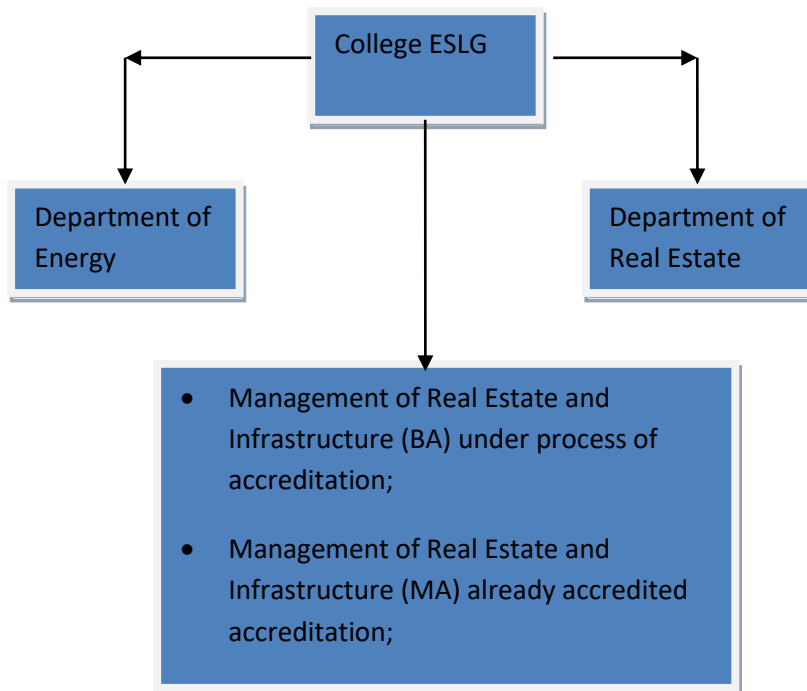 College ESLG
Department of
Energy
Department of
Real Estate
• Management of Real Estate and
Infrastructure (BA) under process of
accreditation;
• Management of Real Estate and
Infrastructure (MA) already accredited
accreditation;